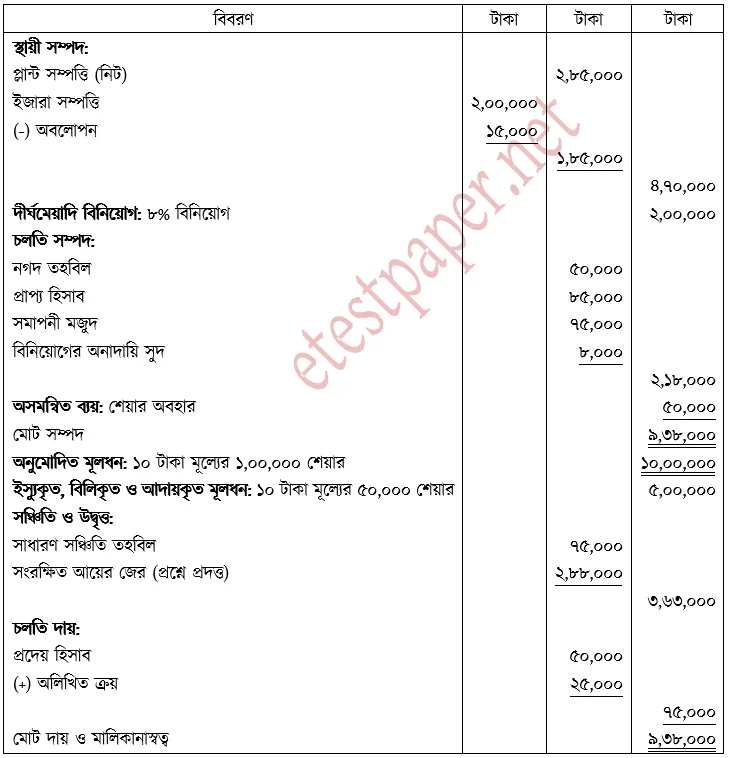 বিবরণ টাকা টাকা টাকা
স্থায়ী সম্পদ:
প্লান্ট সম্পত্তি (নিট) ২,৮৫,০০০
ইজারা সম্পত্তি ২,০০,০০০
(-) অবলোপন ১৫,০০০
১,৮৫,০০০
৪,৭০,০০০
দীর্ঘমেয়াদি বিনিয়োগ: ৮% বিনিয়োগ ২,০০,০০০
চলতি সম্পদ:
নগদ তহবিল ৫০,০০০
প্রাপ্য হিসাব ৮৫,০০০
সমাপনী মজুদ ৭৫,০০০
বিনিয়োগের অনাদায়ি সুদ ৮,০০০
২,১৮,০০০
অসমন্বিত ব্যয়: শেয়ার অবহার ৫০,০০০
মোট সম্পদ ৯,৩৮,০০০
অনুমোদিত মূলধন: ১০ টাকা মূল্যের ১,০০,০০০ শেয়ার ১০,০০,০০০
ইস্যুকৃত, বিলিকৃত ও আদায়কৃত মূলধন: ১০ টাকা মূল্যের ৫০,০০০ শেয়ার ৫,০০,০০০
সঞ্চিতি ও উদ্বৃত্ত:
সাধারণ সঞ্চিতি তহবিল ৭৫,০০০
সংরক্ষিত আয়ের জের (প্রশ্নে প্রদত্ত) ২,৮৮,০০০
৩,৬৩,০০০
চলতি দায়:
প্রদেয় হিসাব ৫০,০০০
(+) অলিখিত ক্রয় ২৫,০০০
৭৫,০০০
মোট দায় ও মালিকানাস্বত্ব ৯,৩৮,০০০
etestpaper.net